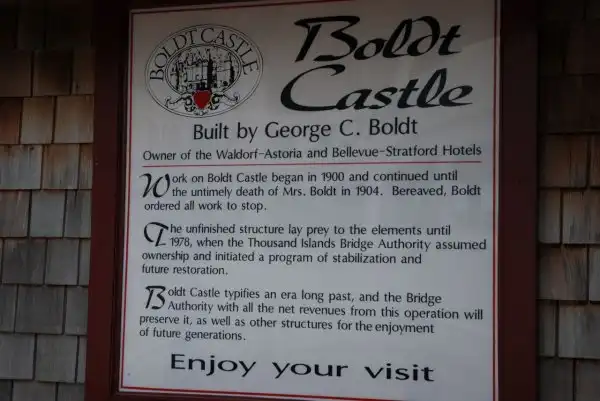 BOLDT CASTLE
Boldt
Castle
Built by George C. Boldt
Owner of the Waldorf-Astoria and Bellevue-Stratford Hotels
Work on Boldt Castle began in 1900 and continued until
the untimely death of Mrs. Boldt in 1904. Bereaved, Boldt
ordered all work to stop.
The unfinished structure lay prey to the elements until
1978, when the Thousand Islands Bridge Authority assumed
ownership and initiated a program of stabilization and
future restoration.
Boldt Castle typifies an era long past, and the Bridge
Authority with all the net revenues from this operation will
preserve it, as well as other structures for the enjoyment
of future generations.
Enjoy your visit